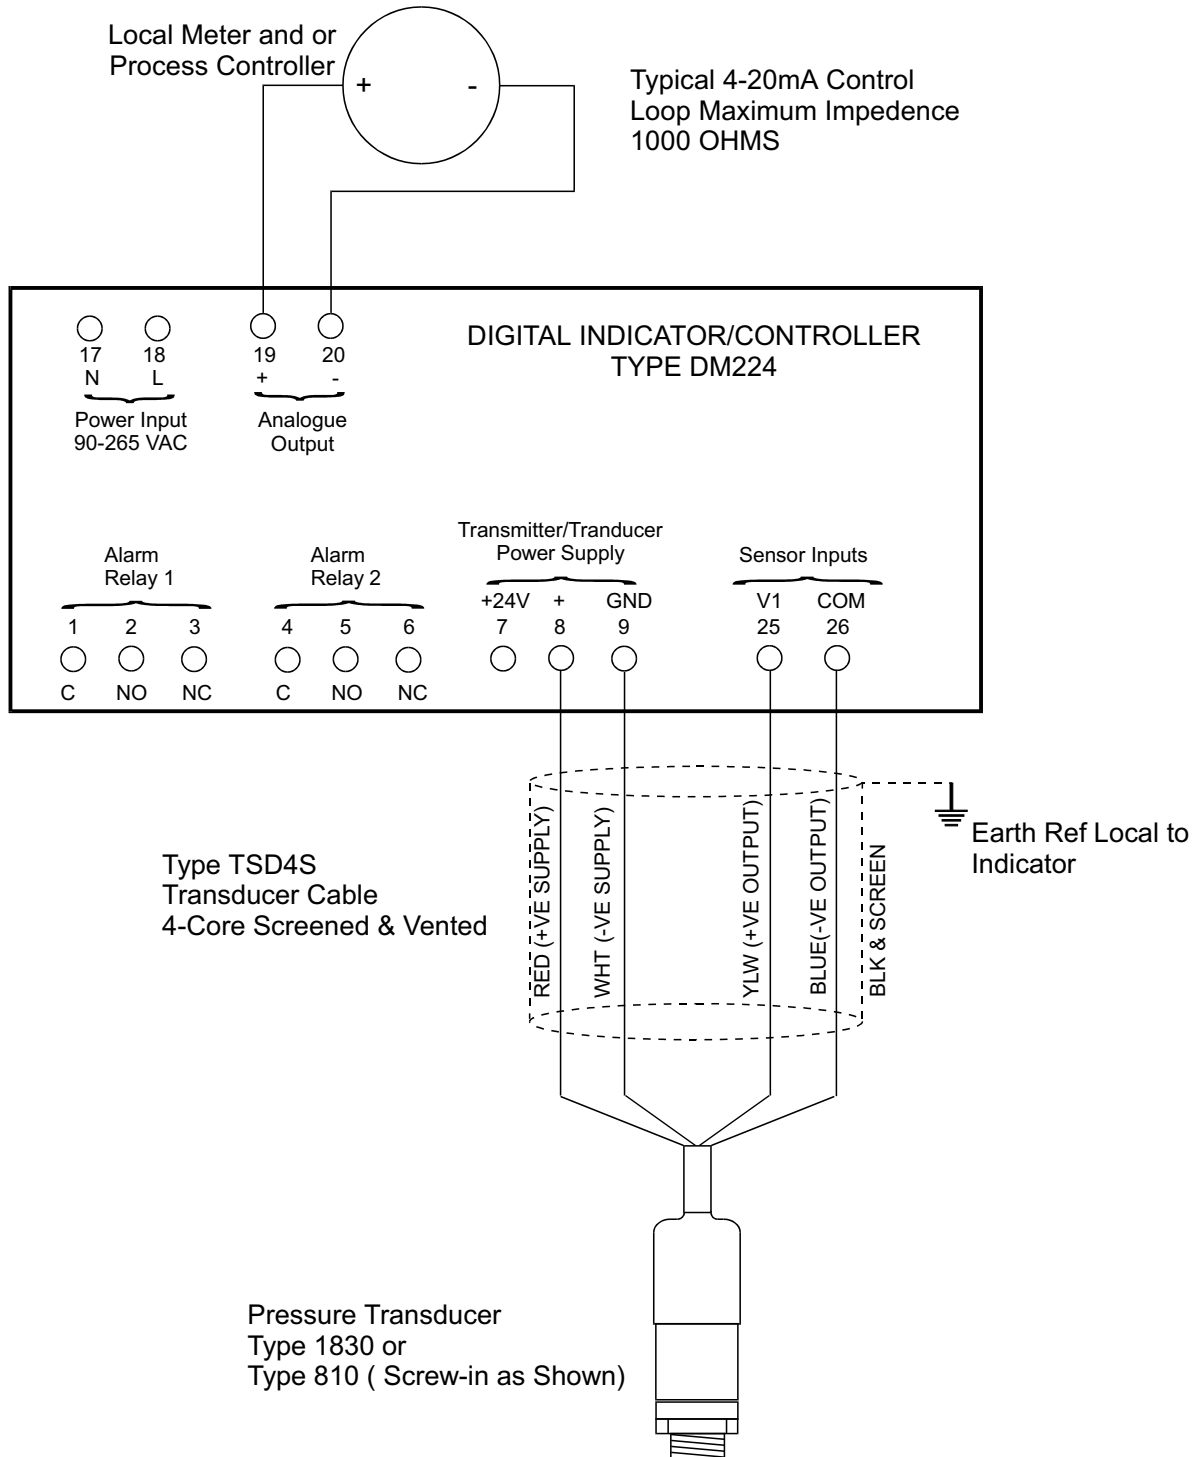 Local Meter and or
Process Controller
+ -
Typical 4-20mA Control
Loop Maximum Impedence
1000 OHMS
DIGITAL INDICATOR/CONTROLLER
TYPE DM224
17 18 19 20
N L + -
Power Input
90-265 VAC
Analogue
Output
Alarm
Relay 1
Alarm
Relay 2
Transmitter/Tranducer
Power Supply
Sensor Inputs
+24V + GND V1 COM
1 2 3 4 5 6 7 8 9 25 26
C NO NC C NO NC
RED (+VE SUPPLY)
WHT (-VE SUPPLY)
YLW (+VE OUTPUT)
BLUE(-VE OUTPUT)
BLK & SCREEN
Earth Ref Local to
Indicator
Type TSD4S
Transducer Cable
4-Core Screened & Vented
Pressure Transducer
Type 1830 or
Type 810 ( Screw-in as Shown)